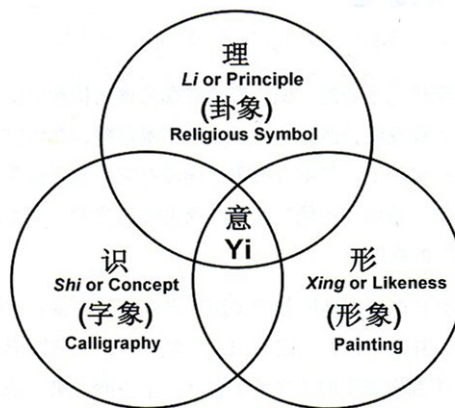 理
Li or Principle
(卦象)
Religious Symbol
意
Yi
识
Shi or Concept
(字象)
Calligraphy
形
Xing or Likeness
(形象)
Painting